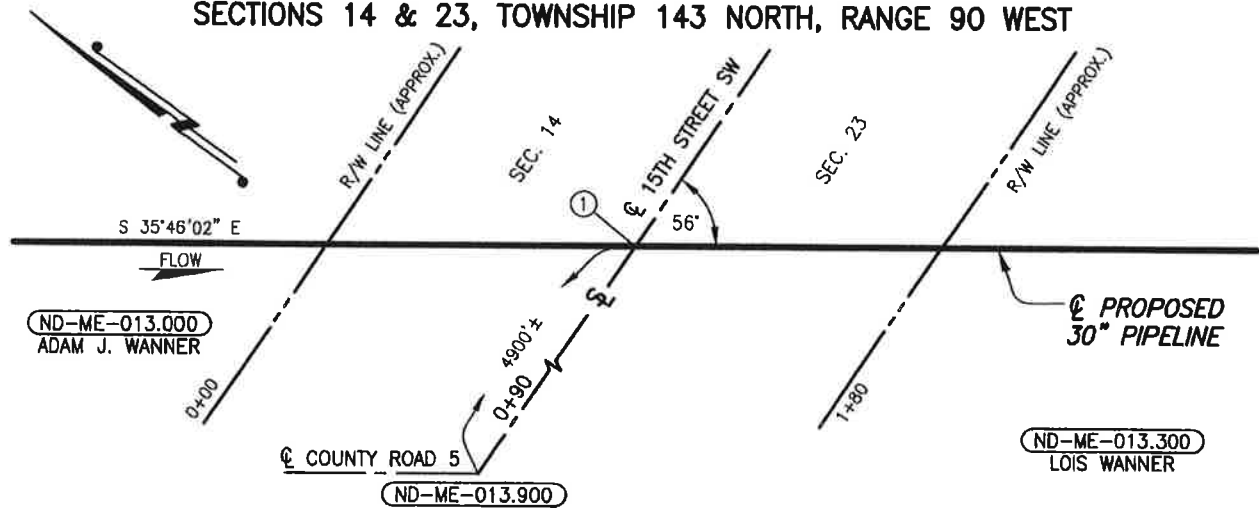 SECTIONS 14 & 23, TOWNSHIP 143 NORTH, RANGE 90 WEST
R/W LINE (APPROX.)
SEC. 14
℄ 15TH STREET SW
SEC. 23
R/W LINE (APPROX.)
1
56°
S 35°46'02" E
FLOW
℄ PROPOSED
30" PIPELINE
ND-ME-013.000
ADAM J. WANNER
0+00
4900'±
0+90
1+80
℄ COUNTY ROAD 5
ND-ME-013.900
ND-ME-013.300
LOIS WANNER